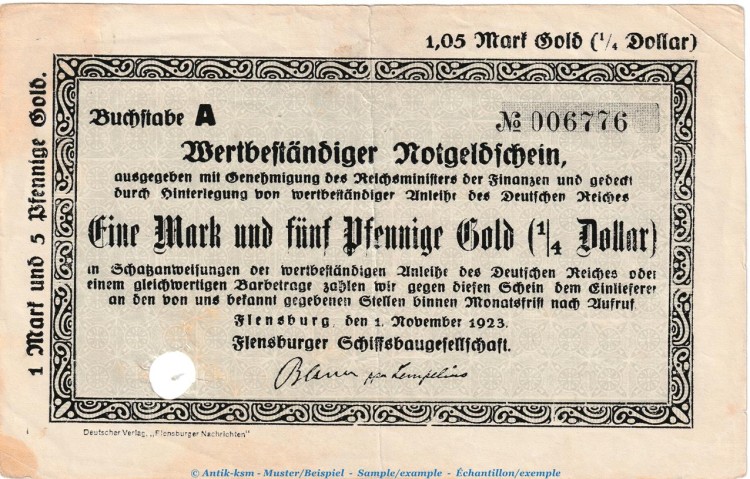 1,05 Mark Gold (1/4 Dollar)
1 Mark und 5 Pfennige Gold.
Buchstabe A
№ 006776
Wertbeständiger Notgeldschein,
ausgegeben mit Genehmigung des Reichsministers der Finanzen und gedeckt
durch Hinterlegung von wertbeständiger Anleihe des Deutschen Reiches
Eine Mark und fünf Pfennige Gold (1/4 Dollar)
in Schatzanweisungen der wertbeständigen Anleihe des Deutschen Reiches oder
einem gleichwertigen Barbetrage zahlen wir gegen diesen Schein dem Einlieferer
an den von uns bekannt gegebenen Stellen binnen Monatsfrist nach Aufruf
Flensburg, den 1. November 1923.
Flensburger Schiffsbaugesellschaft.
ppa
Deutscher Verlag, „Flensburger Nachrichten"
© Antik-ksm - Muster/Beispiel - Sample/example - Échantillon/exemple